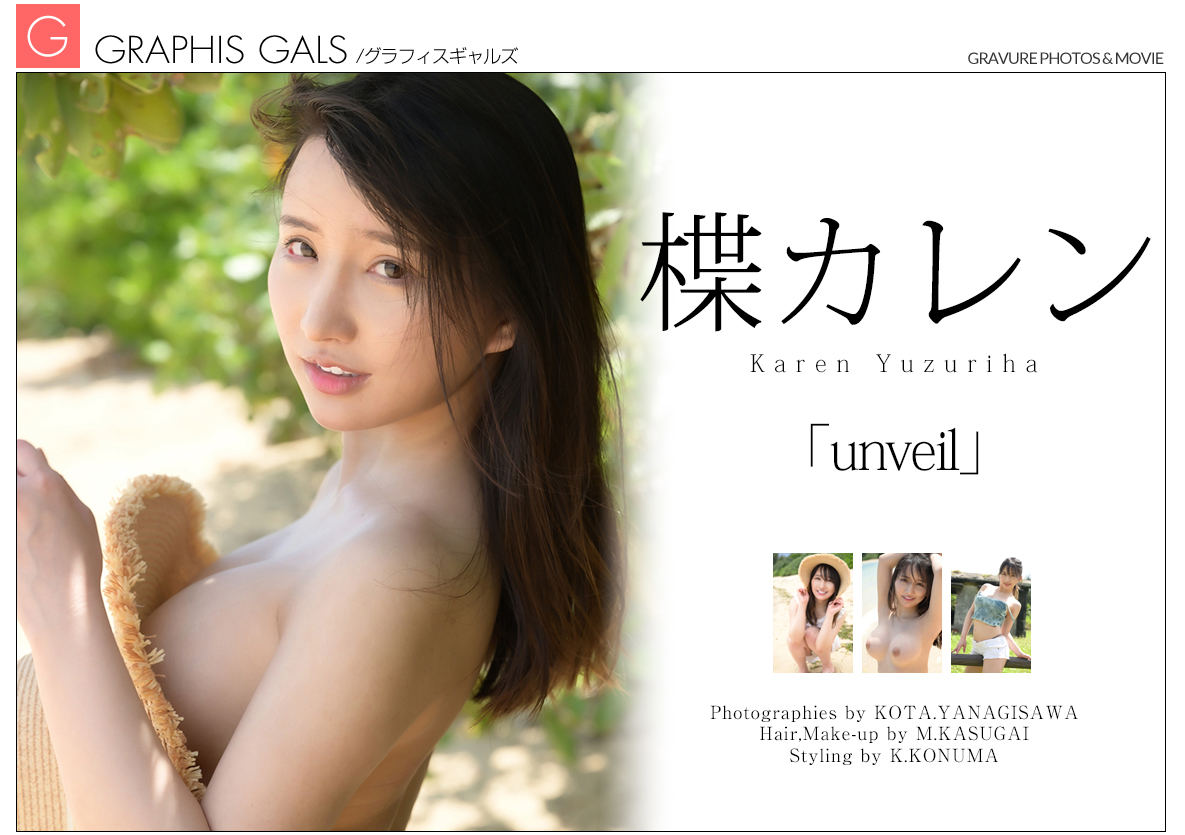 G
GRAPHIS GALS /グラフィスギャルズ
GRAVURE PHOTOS & MOVIE
楪カレン
Karen Yuzuriha
「unveil」
Photographies by KOTA.YANAGISAWA
Hair,Make-up by M.KASUGAI
Styling by K.KONUMA